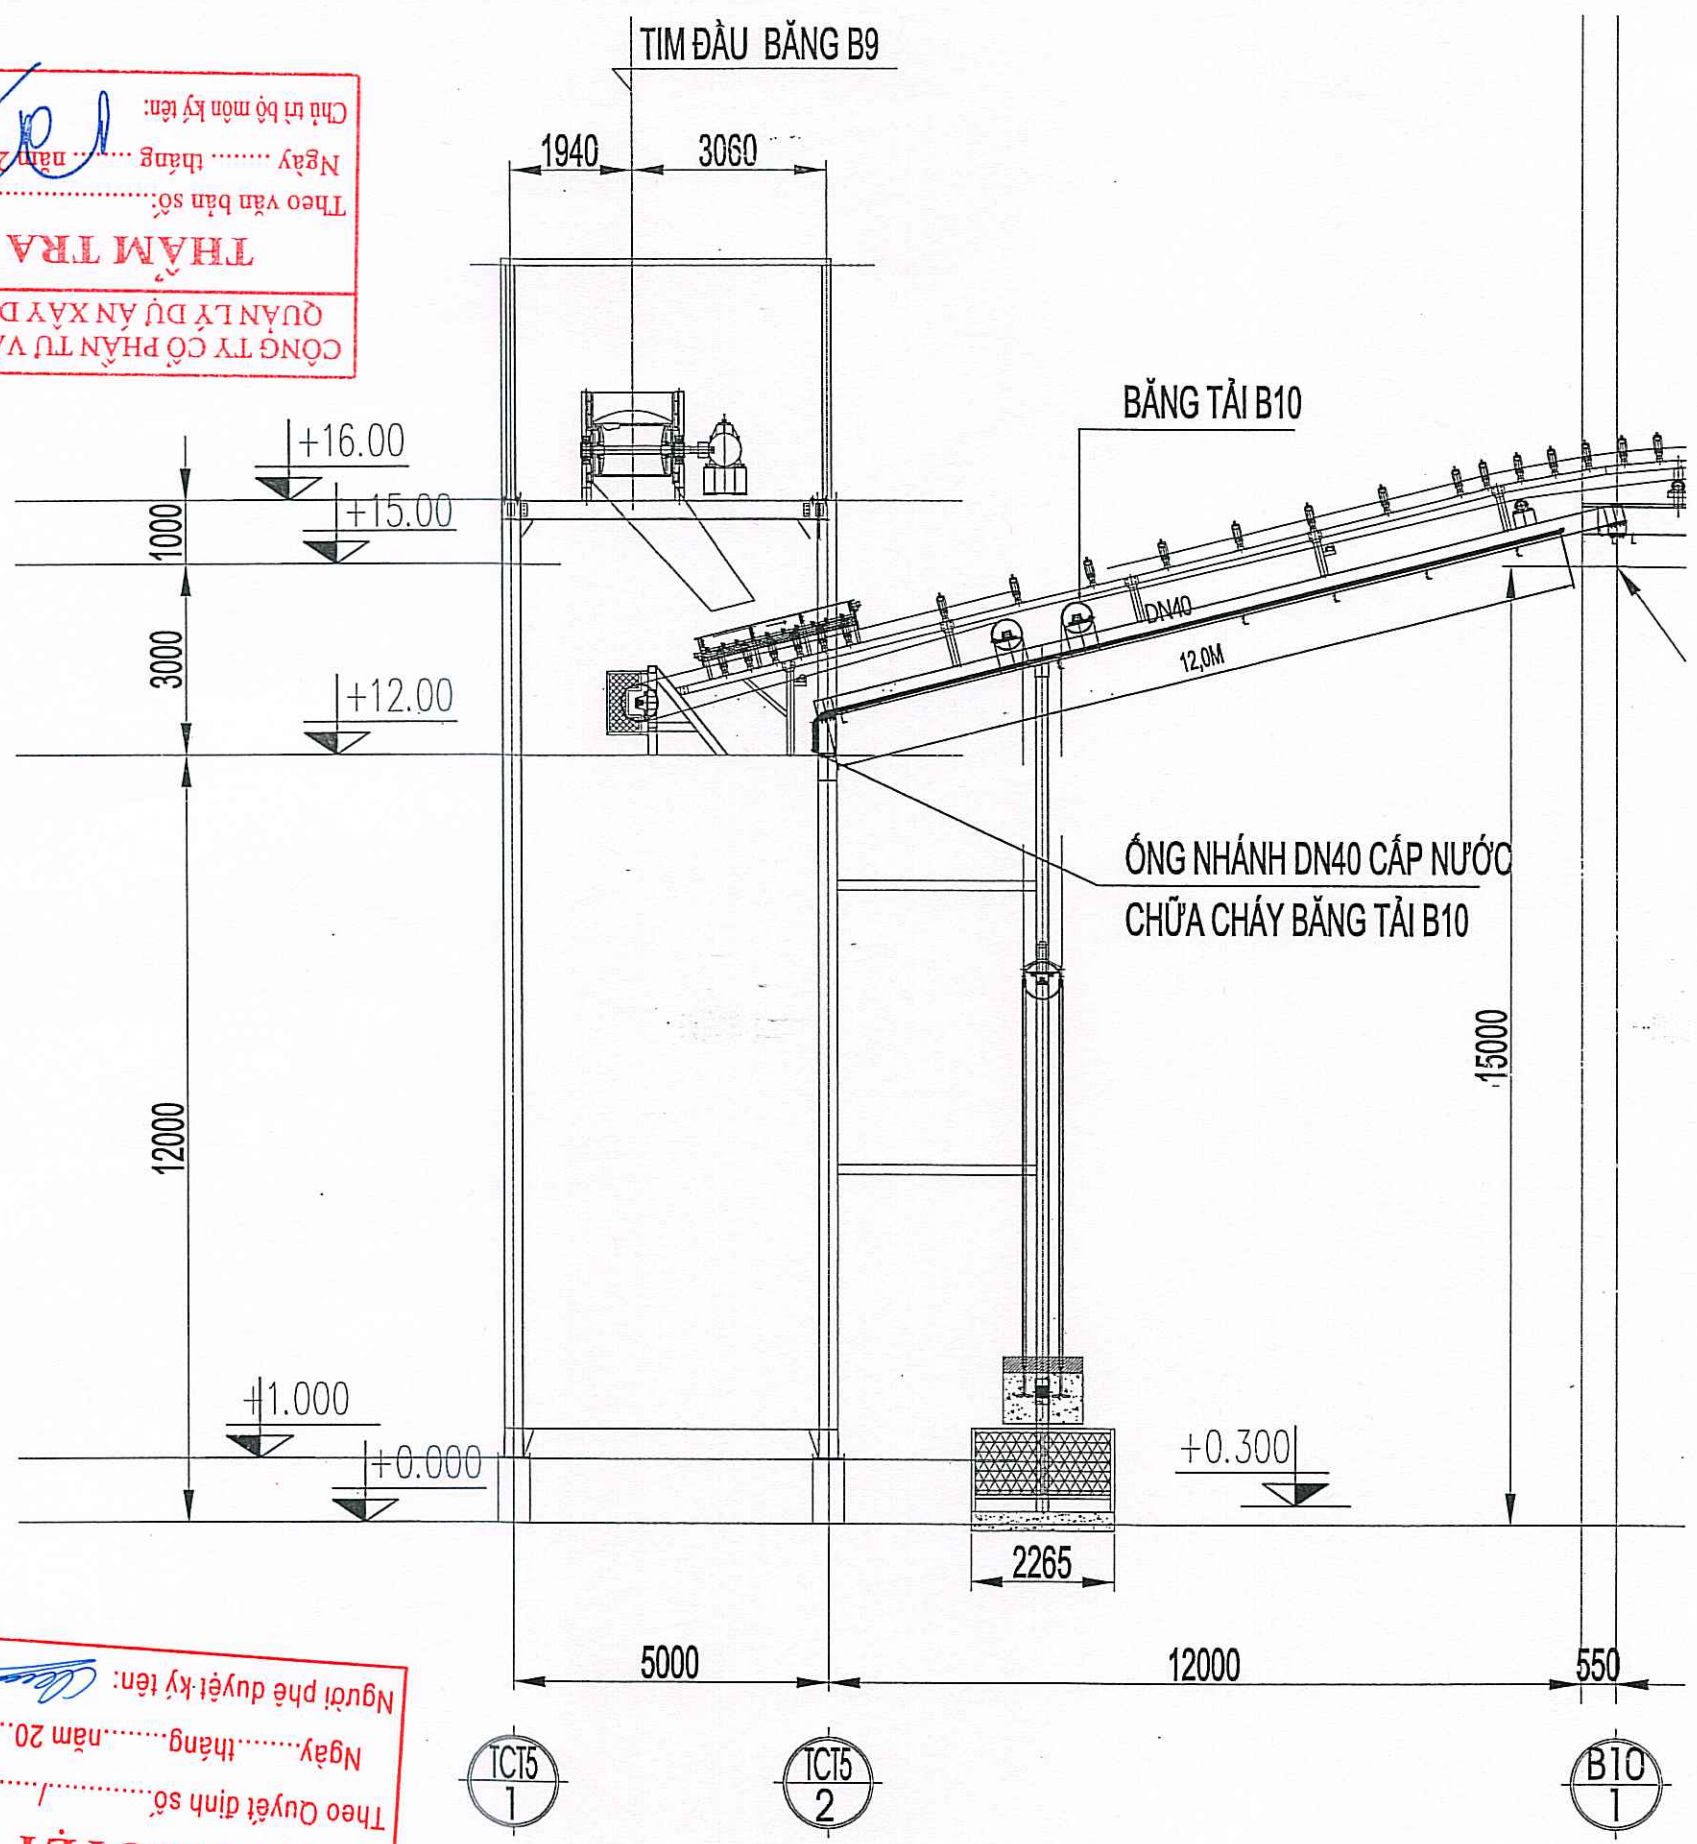 TIM ĐẦU BĂNG B9
Chủ trì bộ môn ký tên:
Ngày ........ tháng ........ năm 2
Theo văn bản số:
THẨM TRA
QUẢN LÝ DỰ ÁN XÂY D
CÔNG TY CỔ PHẦN TƯ VẤ
1940
3060
BĂNG TẢI B10
+16.00
+15.00
1000
3000
+12.00
DN40
12,0M
ỐNG NHÁNH DN40 CẤP NƯỚC
CHỮA CHÁY BĂNG TẢI B10
15000
12000
+1.000
+0.000
+0.300
2265
5000
12000
550
Người phê duyệt ký tên:
Ngày.........tháng.........năm 20..
Theo Quyết định số............/....
TCT5
1
TCT5
2
B10
1